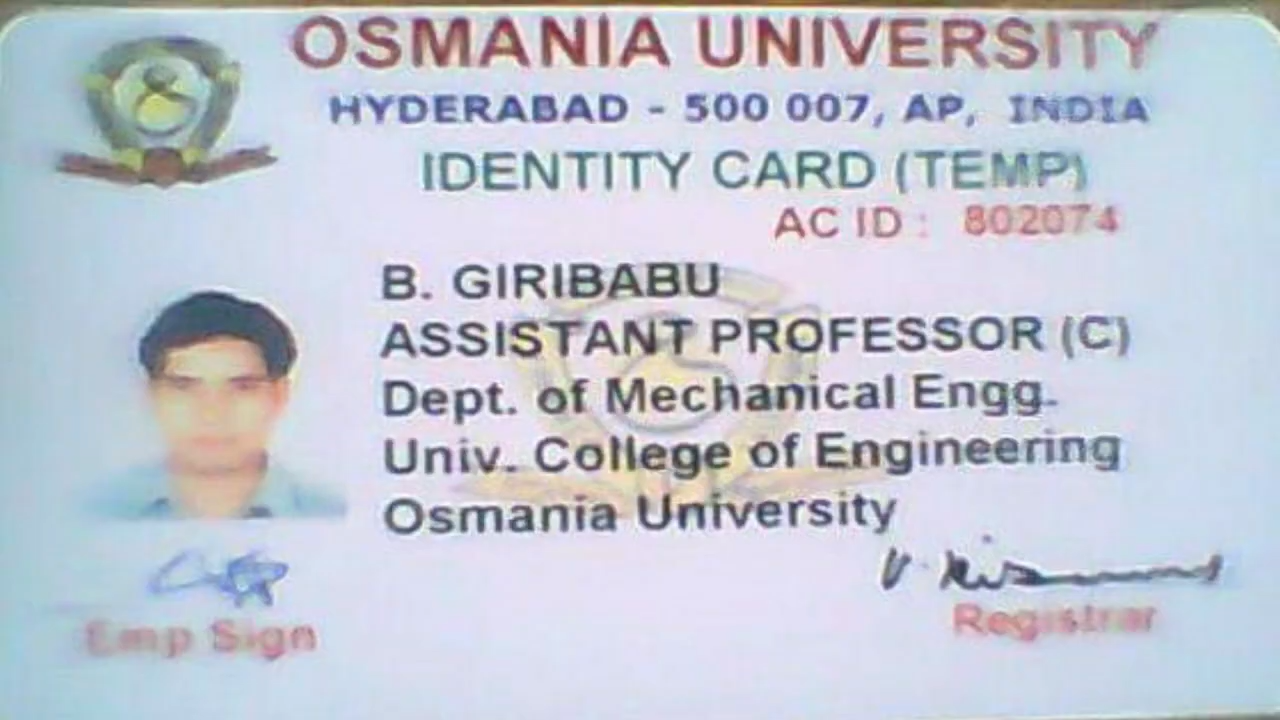 OSMANIA UNIVERSITY
HYDERABAD - 500 007, AP, INDIA
IDENTITY CARD (TEMP)
AC ID : 802074
B. GIRIBABU
ASSISTANT PROFESSOR (C)
Dept. of Mechanical Engg.
Univ. College of Engineering
Osmania University
Emp Sign
Registrar